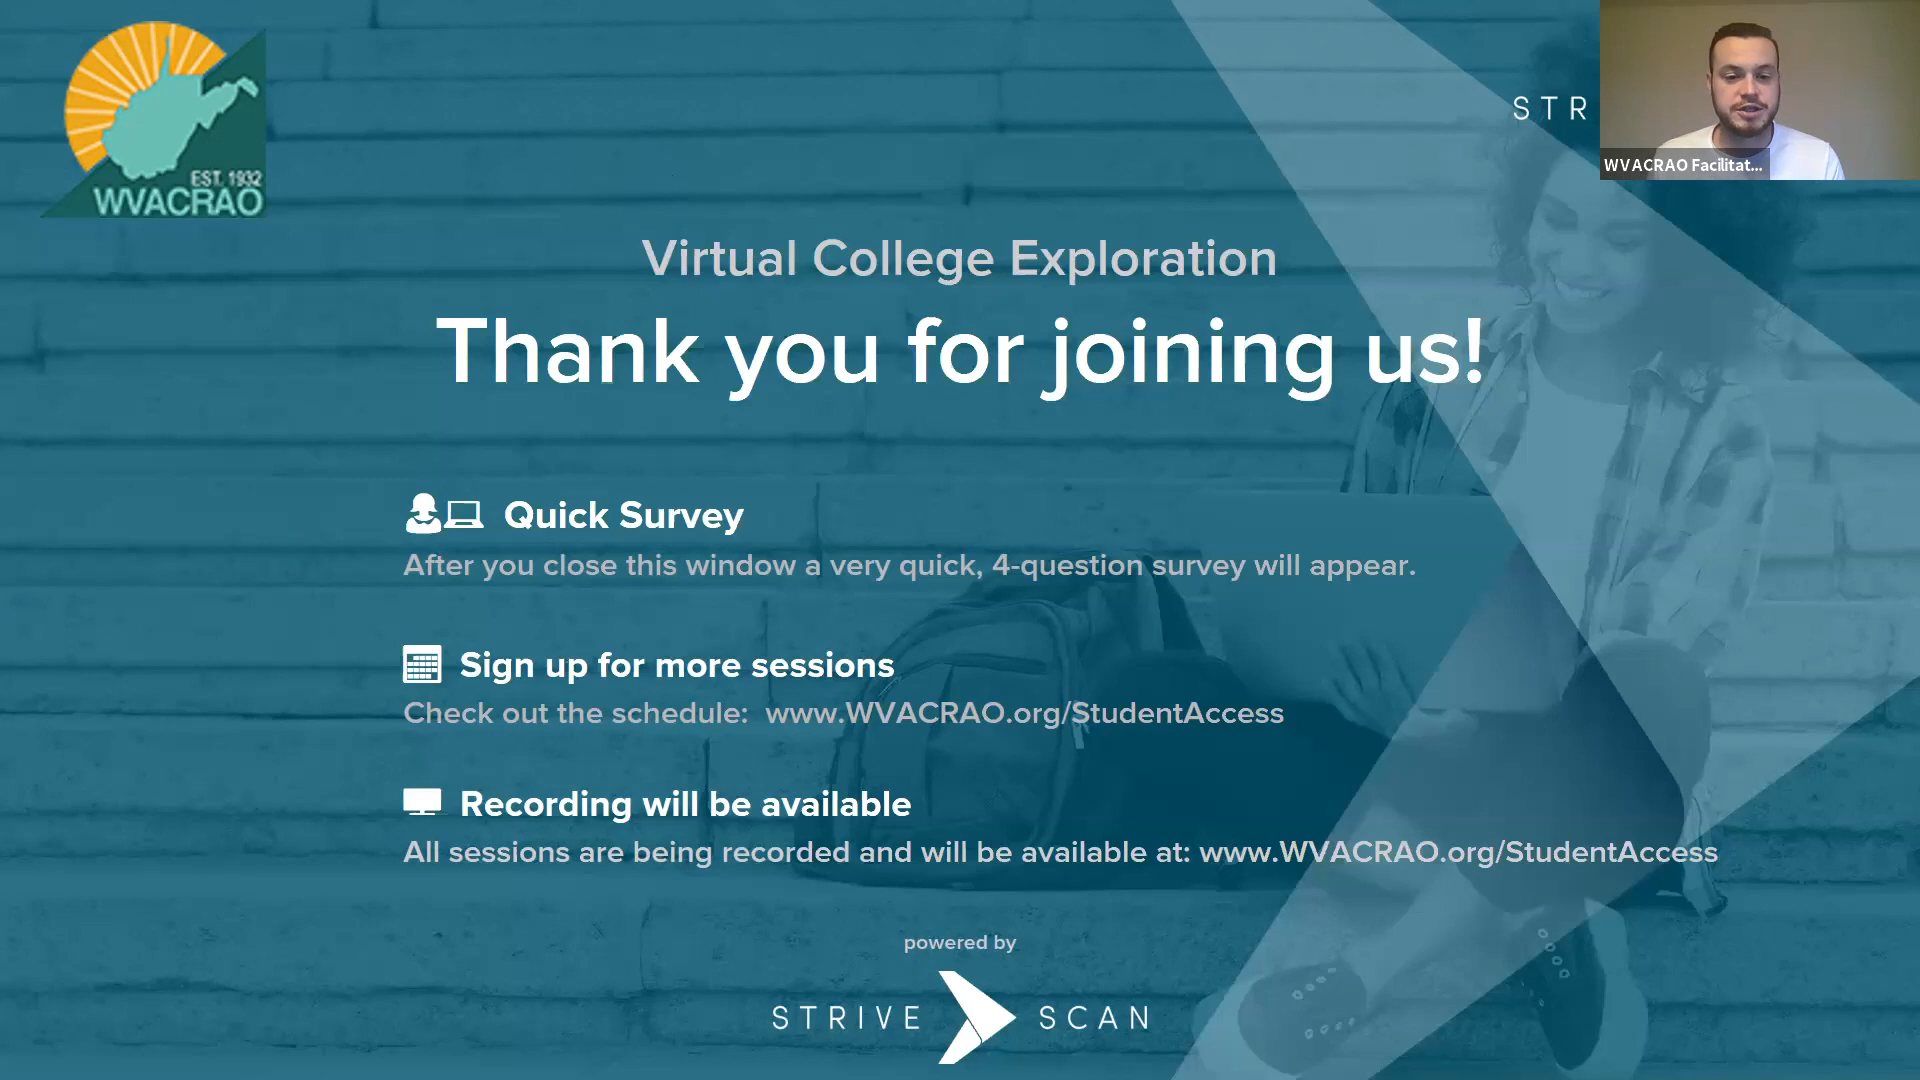 EST. 1932
WVACRAO
STR
WVACRAO Facilitat...
Virtual College Exploration
Thank you for joining us!
Quick Survey
After you close this window a very quick, 4-question survey will appear.
Sign up for more sessions
Check out the schedule: www.WVACRAO.org/StudentAccess
Recording will be available
All sessions are being recorded and will be available at: www.WVACRAO.org/StudentAccess
powered by
STRIVE SCAN